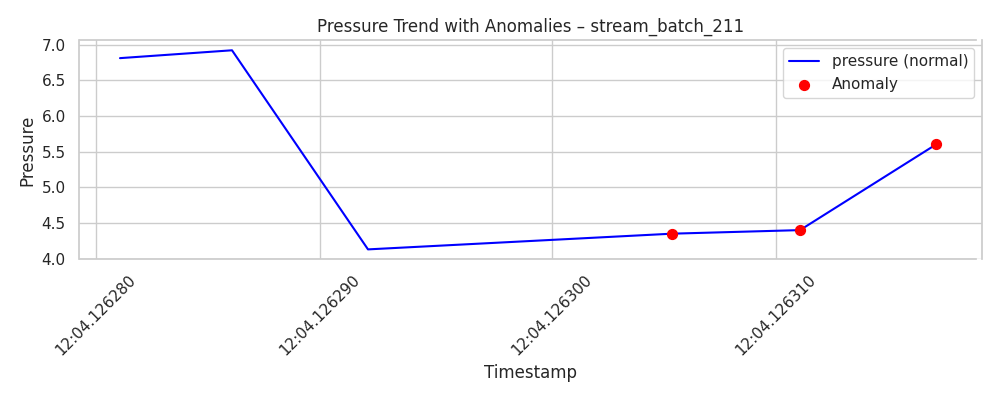 Pressure Trend with Anomalies – stream_batch_211
pressure (normal)
Anomaly
Pressure
7.0
6.5
6.0
5.5
5.0
4.5
4.0
12:04.126280
12:04.126290
12:04.126300
12:04.126310
Timestamp